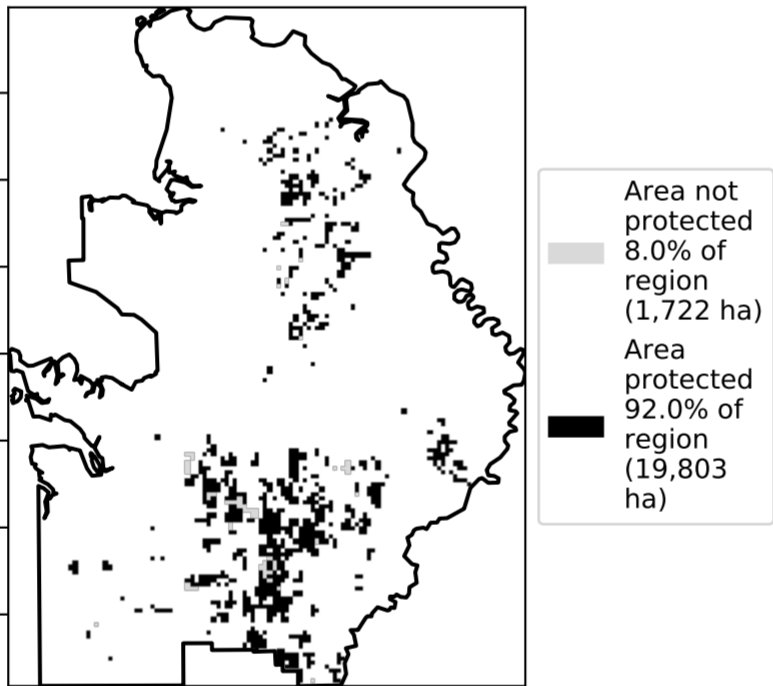 Area not
protected
8.0% of
region
(1,722 ha)
Area
protected
92.0% of
region
(19,803
ha)